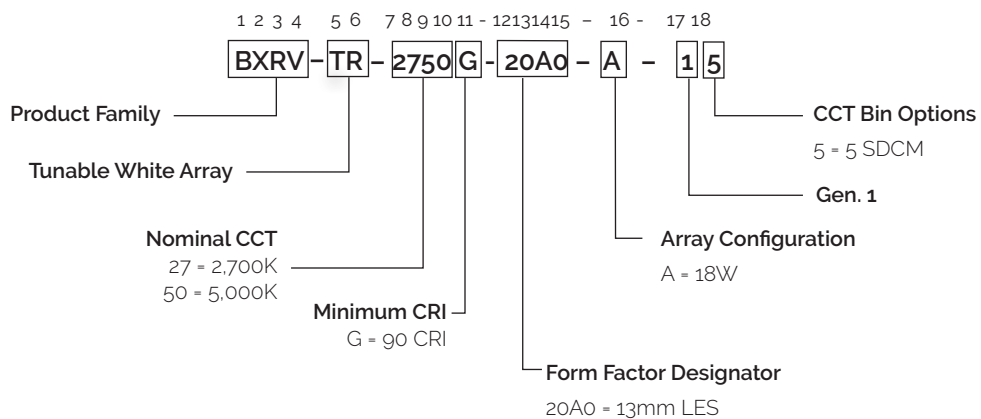 1 2 3 4 5 6 7 8 9 10 11 - 12131415 – 16 - 17 18
BXRV – TR – 2750 G - 20A0 – A – 1 5
Product Family
CCT Bin Options
5 = 5 SDCM
Tunable White Array
Gen. 1
Nominal CCT
27 = 2,700K
50 = 5,000K
Array Configuration
A = 18W
Minimum CRI
G = 90 CRI
Form Factor Designator
20A0 = 13mm LES